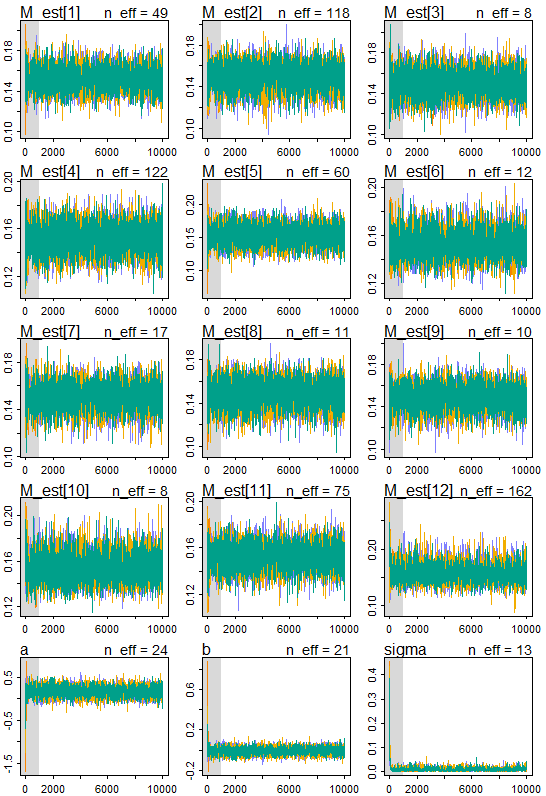 M_est[1] n_eff = 49 M_est[2] n_eff = 118 M_est[3] n_eff = 8
0.10 0.14 0.18 0.10 0.14 0.18 0.10 0.14 0.18
0 2000 6000 10000 0 2000 6000 10000 0 2000 6000 10000
M_est[4] n_eff = 122 M_est[5] n_eff = 60 M_est[6] n_eff = 12
0.12 0.16 0.20 0.10 0.15 0.20 0.12 0.16 0.20
0 2000 6000 10000 0 2000 6000 10000 0 2000 6000 10000
M_est[7] n_eff = 17 M_est[8] n_eff = 11 M_est[9] n_eff = 10
0.10 0.14 0.18 0.10 0.14 0.18 0.10 0.14 0.18
0 2000 6000 10000 0 2000 6000 10000 0 2000 6000 10000
M_est[10] n_eff = 8 M_est[11] n_eff = 75 M_est[12] n_eff = 162
0.12 0.16 0.20 0.12 0.16 0.20 0.10 0.20
0 2000 6000 10000 0 2000 6000 10000 0 2000 6000 10000
a n_eff = 24 b n_eff = 21 sigma n_eff = 13
-1.5 -0.5 0.5 -0.2 0.2 0.6 0.0 0.1 0.2 0.3 0.4
0 2000 6000 10000 0 2000 6000 10000 0 2000 6000 10000